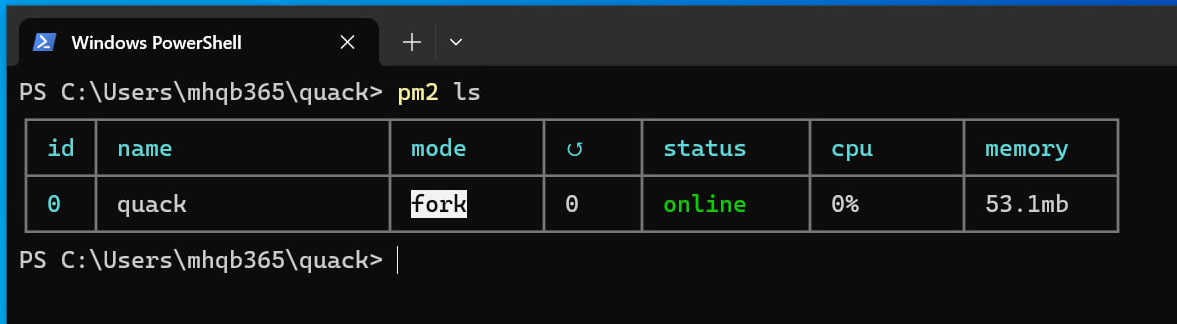 Windows PowerShell
PS C:\Users\mhqb365\quack> pm2 ls
id name mode ↺ status cpu memory
0 quack fork 0 online 0% 53.1mb
PS C:\Users\mhqb365\quack>